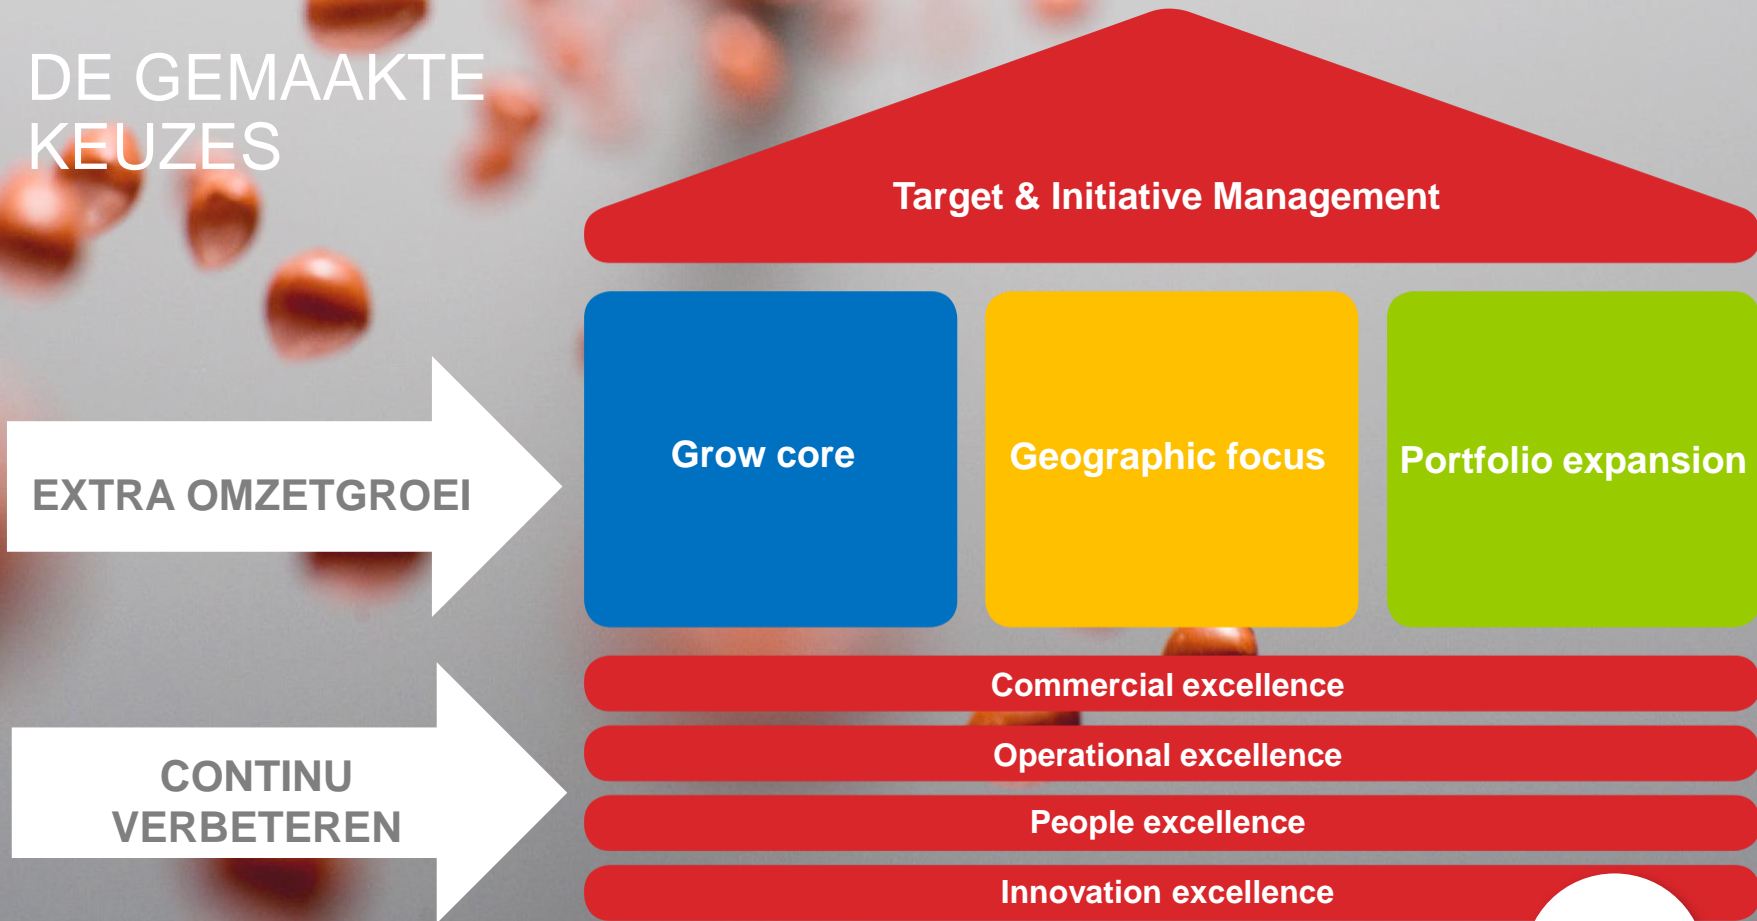 DE GEMAAKTE
KEUZES
Target & Initiative Management
EXTRA OMZETGROEI
Grow core
Geographic focus
Portfolio expansion
CONTINU
VERBETEREN
Commercial excellence
Operational excellence
People excellence
Innovation excellence